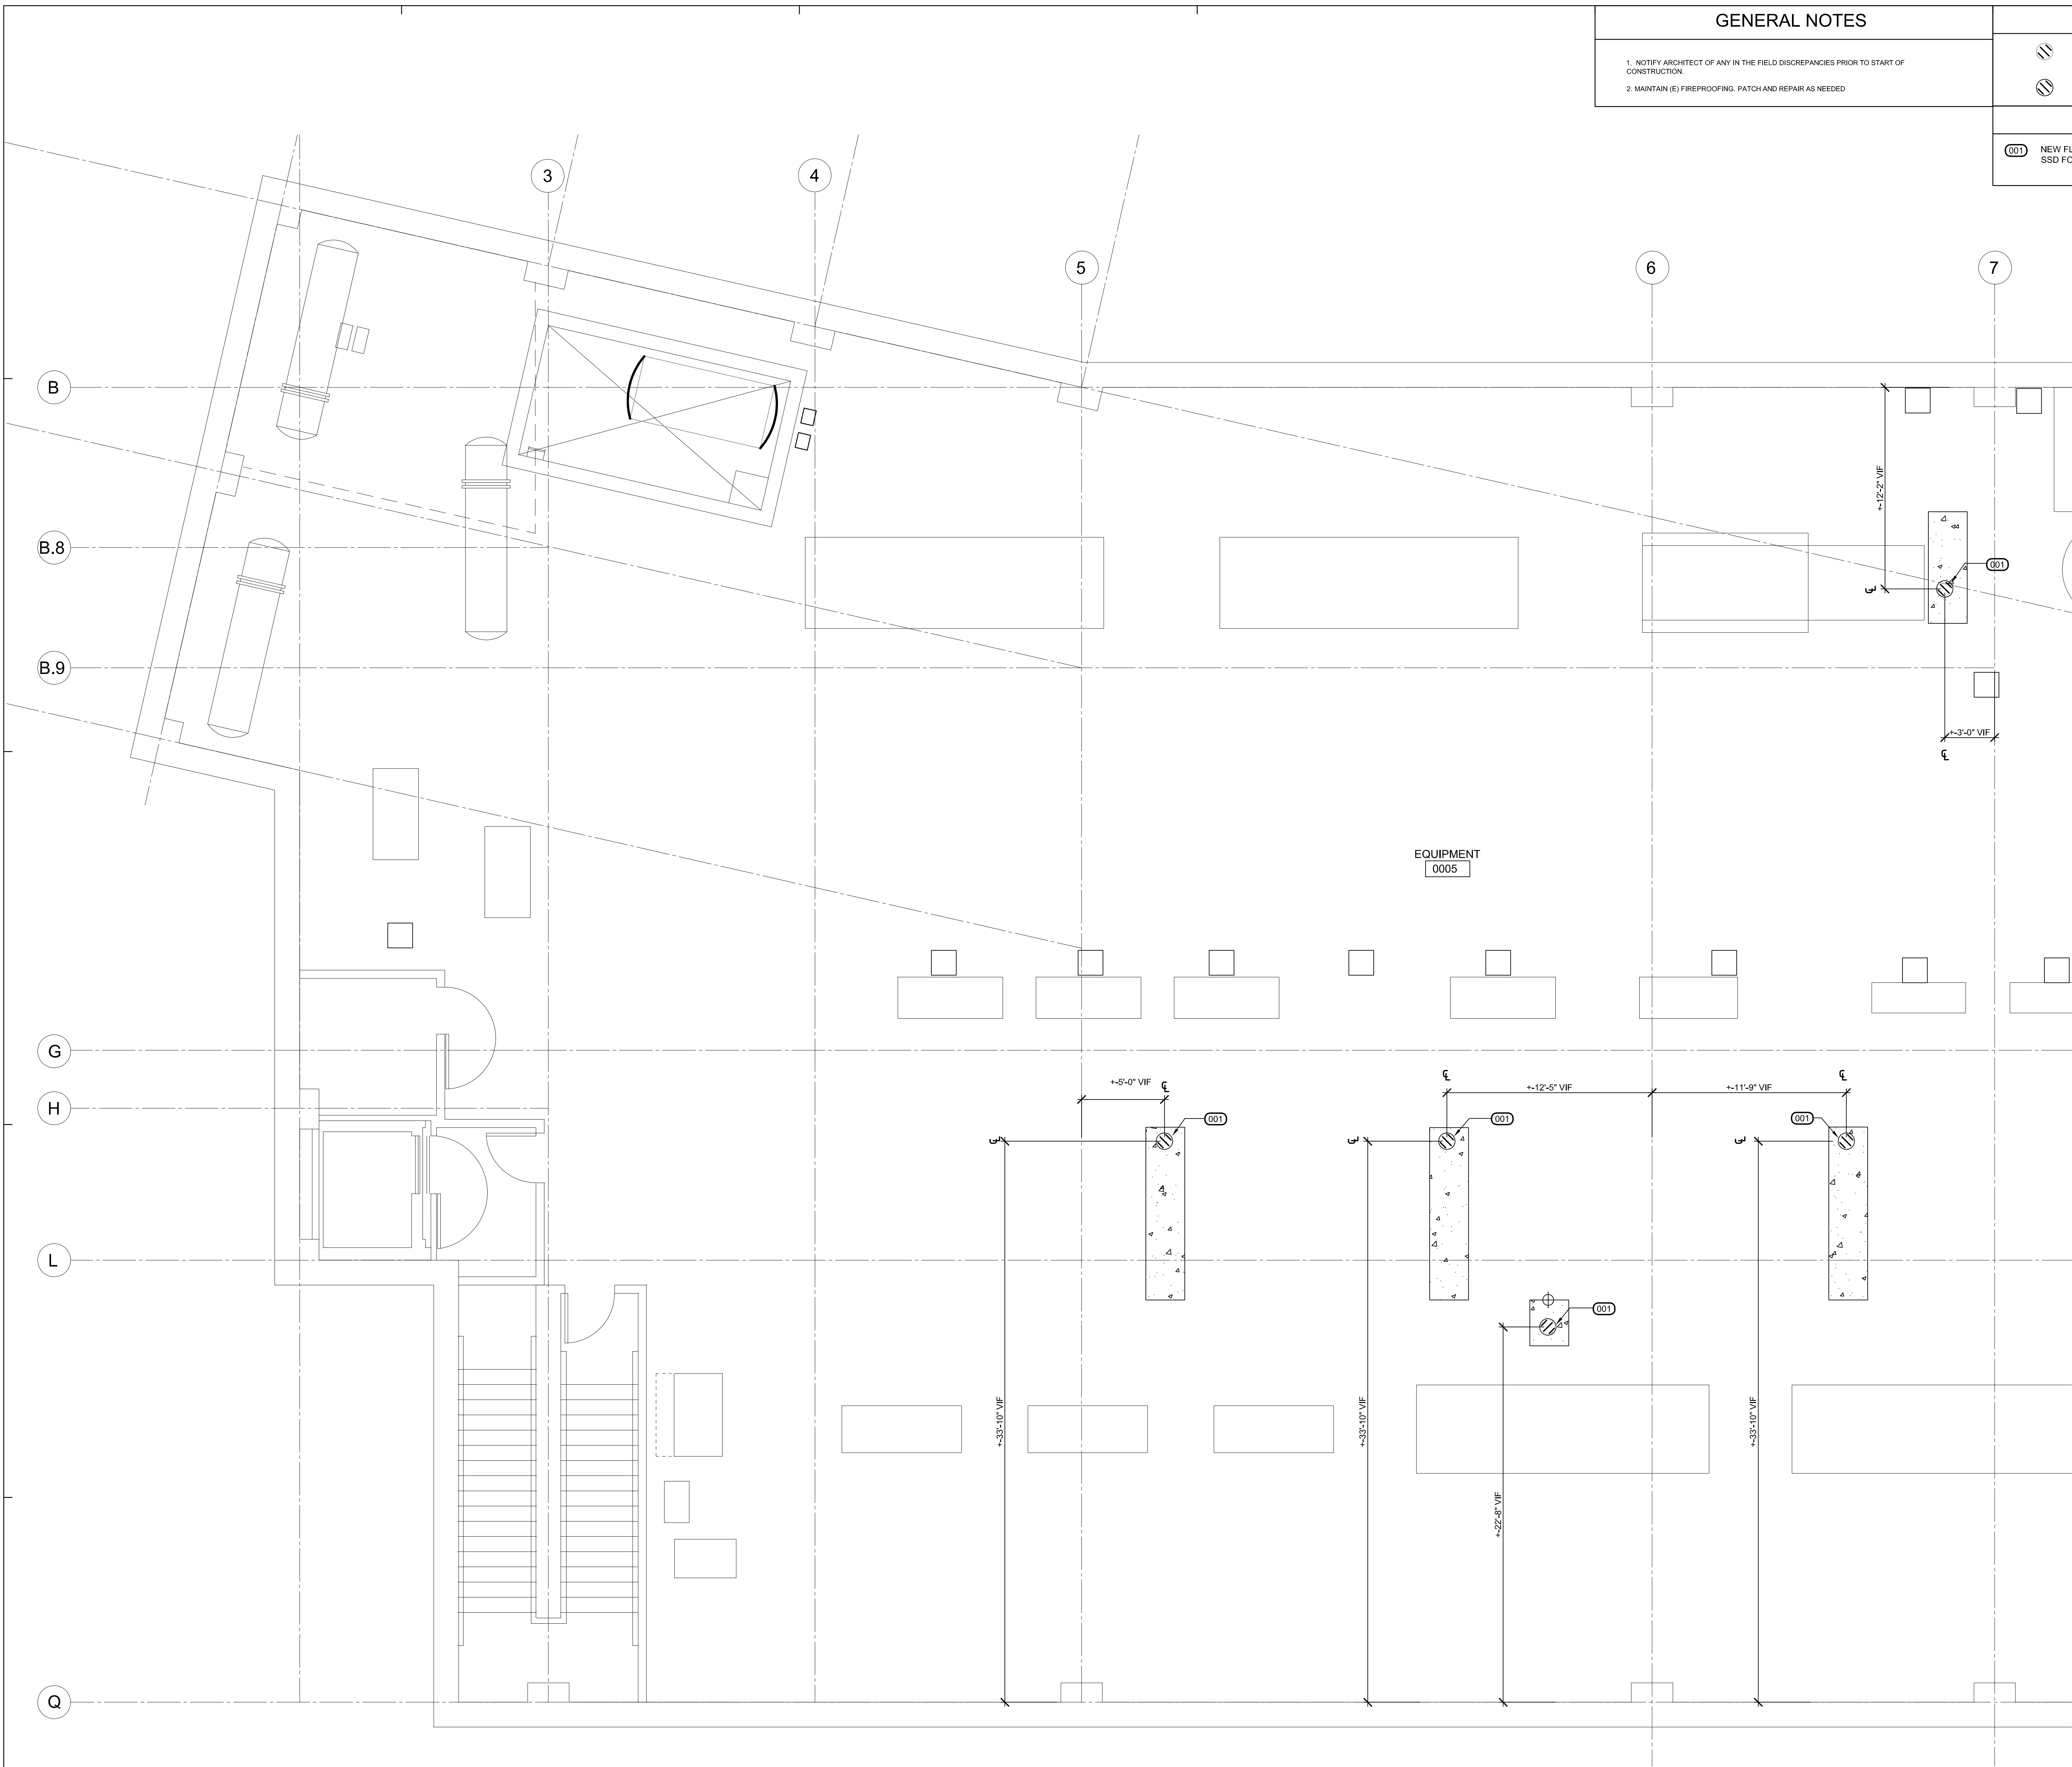 GENERAL NOTES
1. NOTIFY ARCHITECT OF ANY IN THE FIELD DISCREPANCIES PRIOR TO START OF
CONSTRUCTION.
2. MAINTAIN (E) FIREPROOFING. PATCH AND REPAIR AS NEEDED
001
NEW
SSD
3
4
5
6
7
B
+-12'-2" VIF
B.8
001
B.9
+-3'-0" VIF
EQUIPMENT
0005
G
+-5'-0" VIF
+-12'-5" VIF
+-11'-9" VIF
H
001
001
001
L
001
+-33'-10" VIF
+-33'-10" VIF
+-33'-10" VIF
+-22'-8" VIF
Q